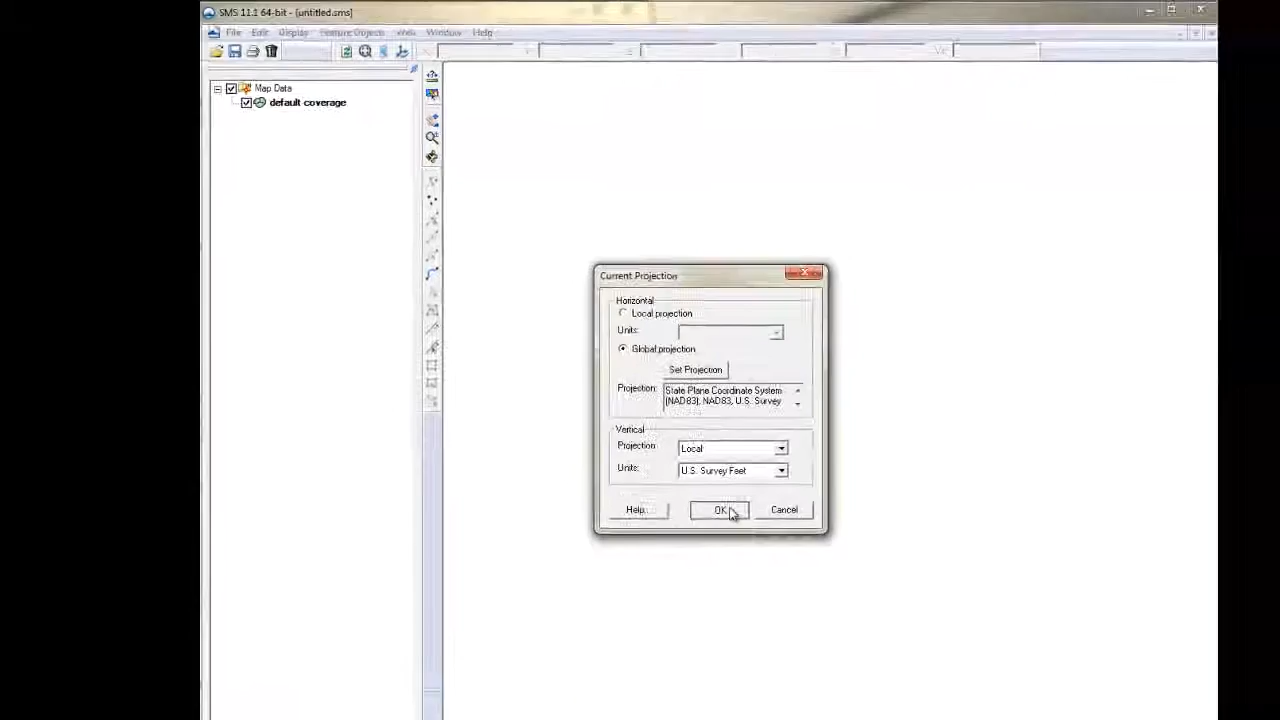 SMS 11.1 64-bit - [untitled.sms]
File Edit Display Feature Objects Web Window Help
Map Data
default coverage
Current Projection
Horizontal
Local projection
Units:
Global projection
Set Projection
Projection:
State Plane Coordinate System
(NAD83), NAD83, U.S. Survey
Vertical
Projection:
Local
Units:
U.S. Survey Feet
Help...
OK
Cancel